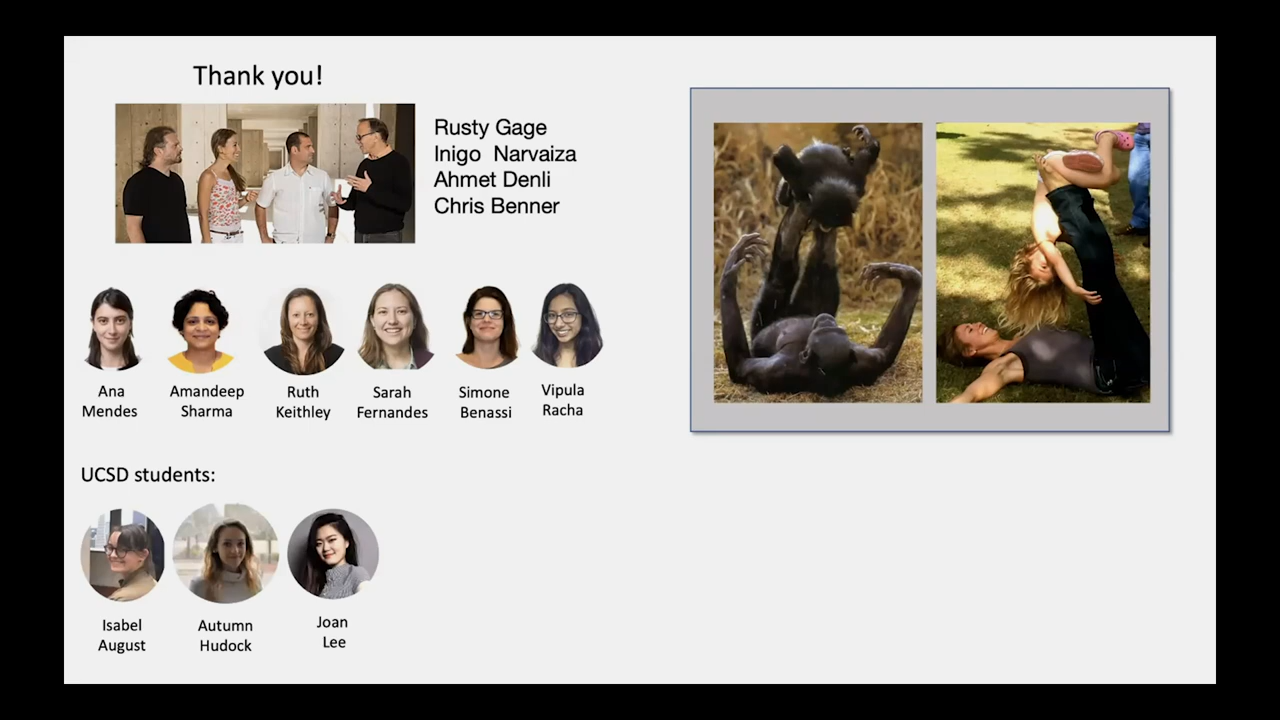 Thank you!
Rusty Gage
Inigo Narvaiza
Ahmet Denli
Chris Benner
Ana
Mendes
Amandeep
Sharma
Ruth
Keithley
Sarah
Fernandes
Simone
Benassi
Vipula
Racha
UCSD students:
Isabel
August
Autumn
Hudock
Joan
Lee